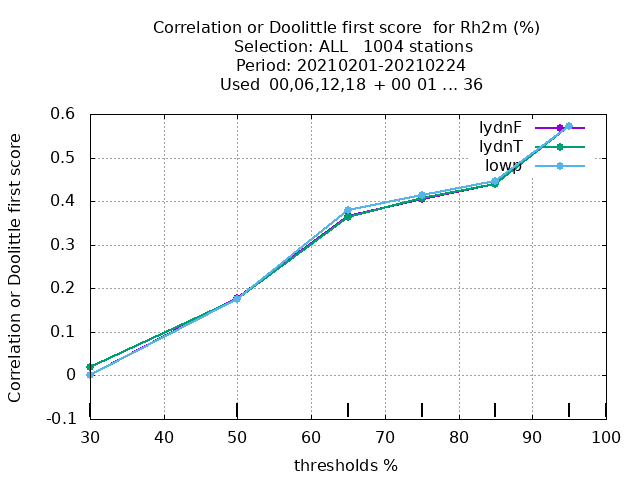 Correlation or Doolittle first score  for Rh2m (%)
Selection: ALL   1004 stations
Period: 20210201-20210224
Used  00,06,12,18  + 00 01 ... 36
Correlation or Doolittle first score
0.6
0.5
0.4
0.3
0.2
0.1
0
-0.1
lydnF
lydnT
lowp
30 40 50 60 70 80 90 100
thresholds %